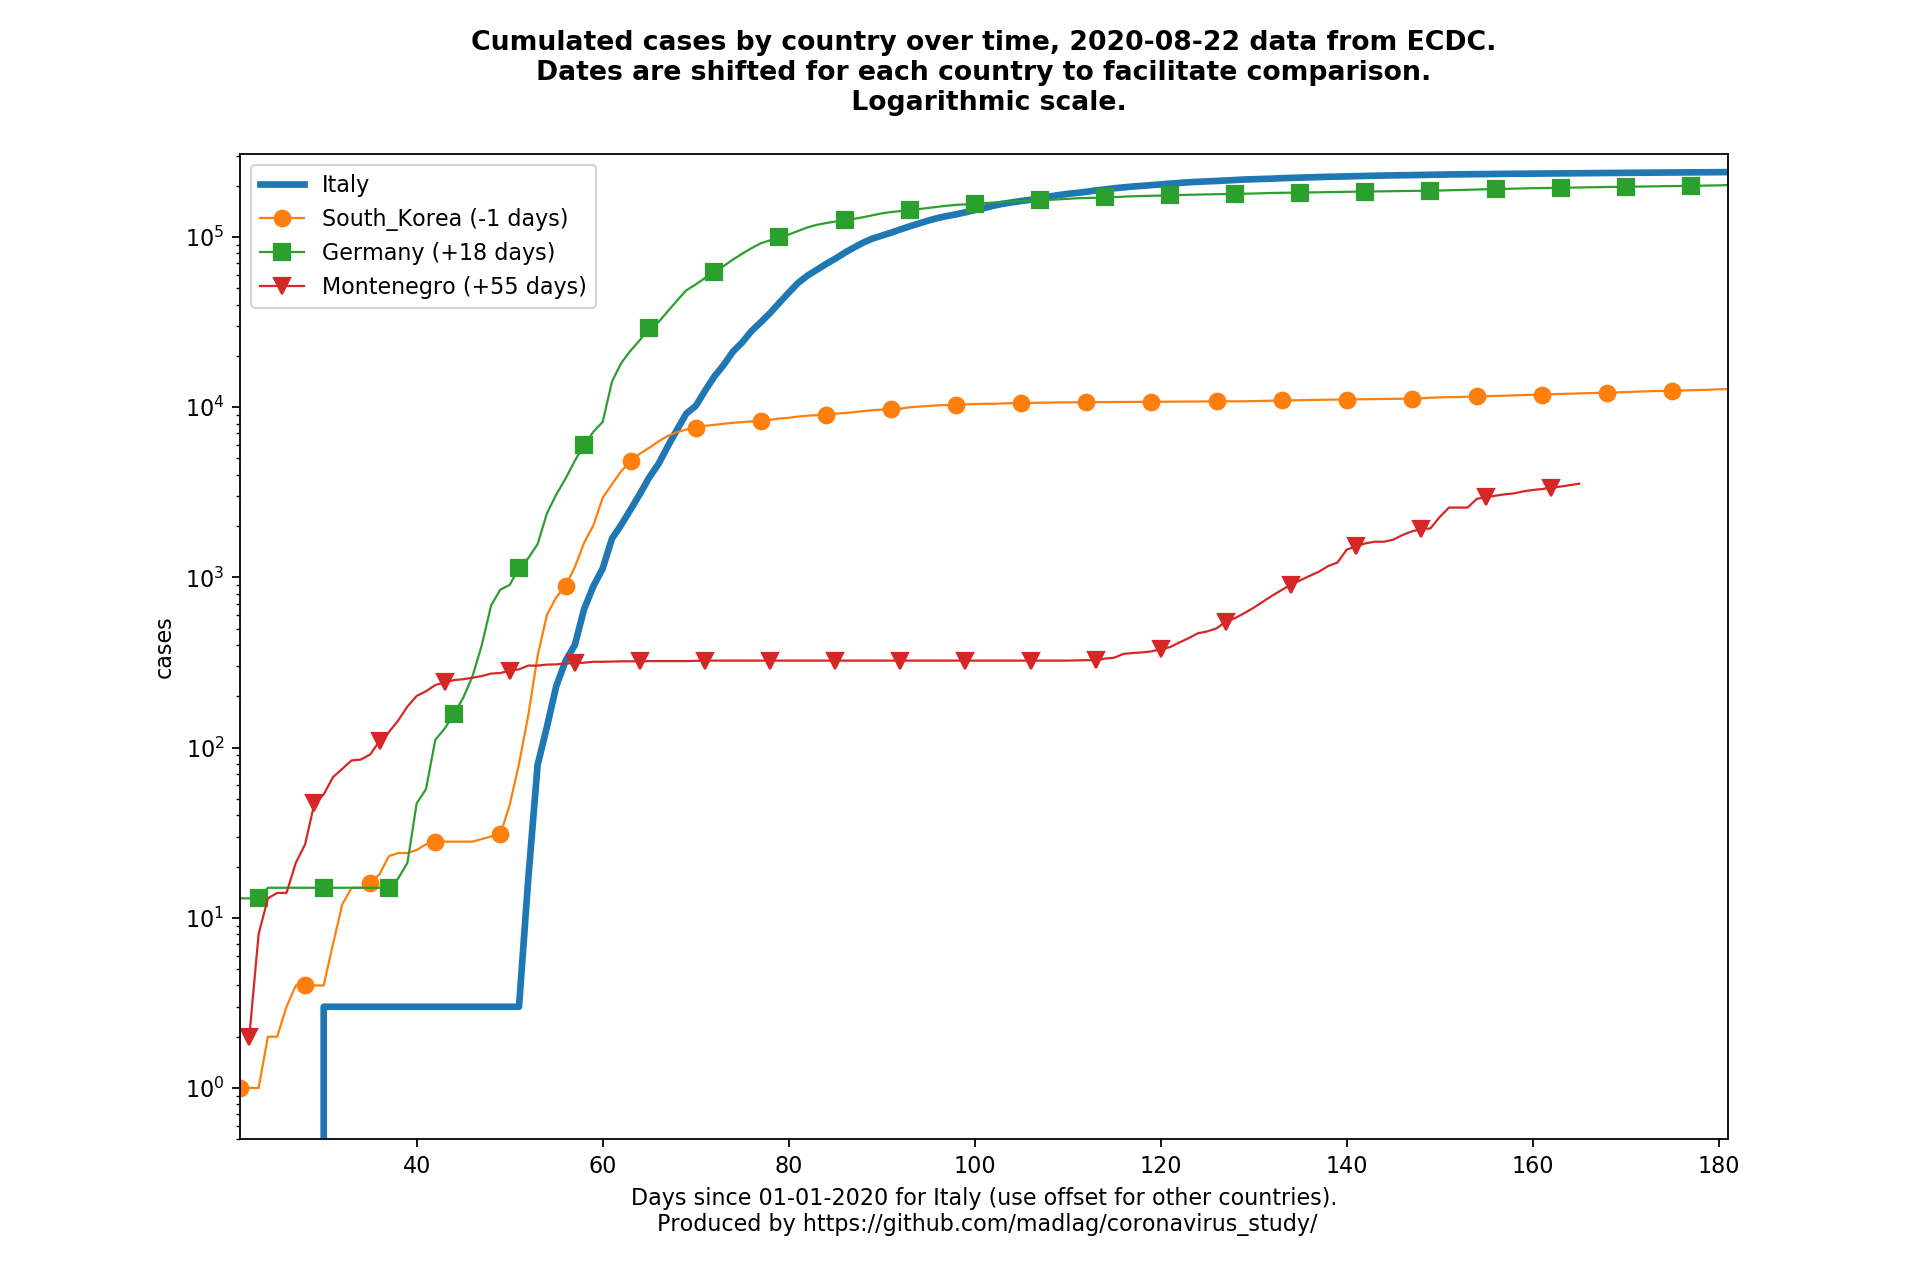 Cumulated cases by country over time, 2020-08-22 data from ECDC.
Dates are shifted for each country to facilitate comparison.
Logarithmic scale.
Italy
South_Korea (-1 days)
Germany (+18 days)
Montenegro (+55 days)
10^5
10^4
10^3
10^2
10^1
10^0
cases
40 60 80 100 120 140 160 180
Days since 01-01-2020 for Italy (use offset for other countries).
Produced by https://github.com/madlag/coronavirus_study/